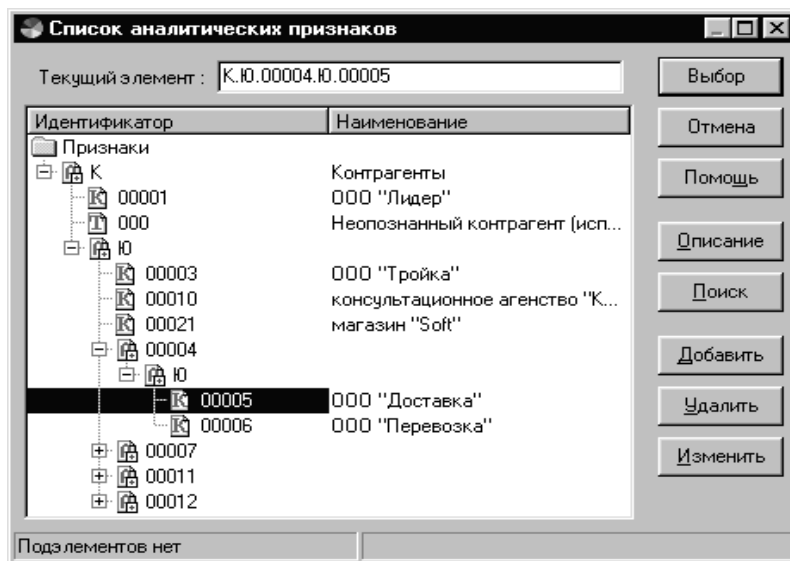 Список аналитических признаков
Текущий элемент : К.Ю.00004.Ю.00005
Выбор
Идентификатор Наименование
Отмена
Признаки
К Контрагенты
Помощь
00001 ООО "Лидер"
000 Неопознанный контрагент (исп...
Ю
Описание
00003 ООО "Тройка"
00010 консультационное агенство "К...
Поиск
00021 магазин "Soft"
00004
Добавить
Ю
00005 ООО "Доставка"
Удалить
00006 ООО "Перевозка"
00007
Изменить
00011
00012
Подэлементов нет